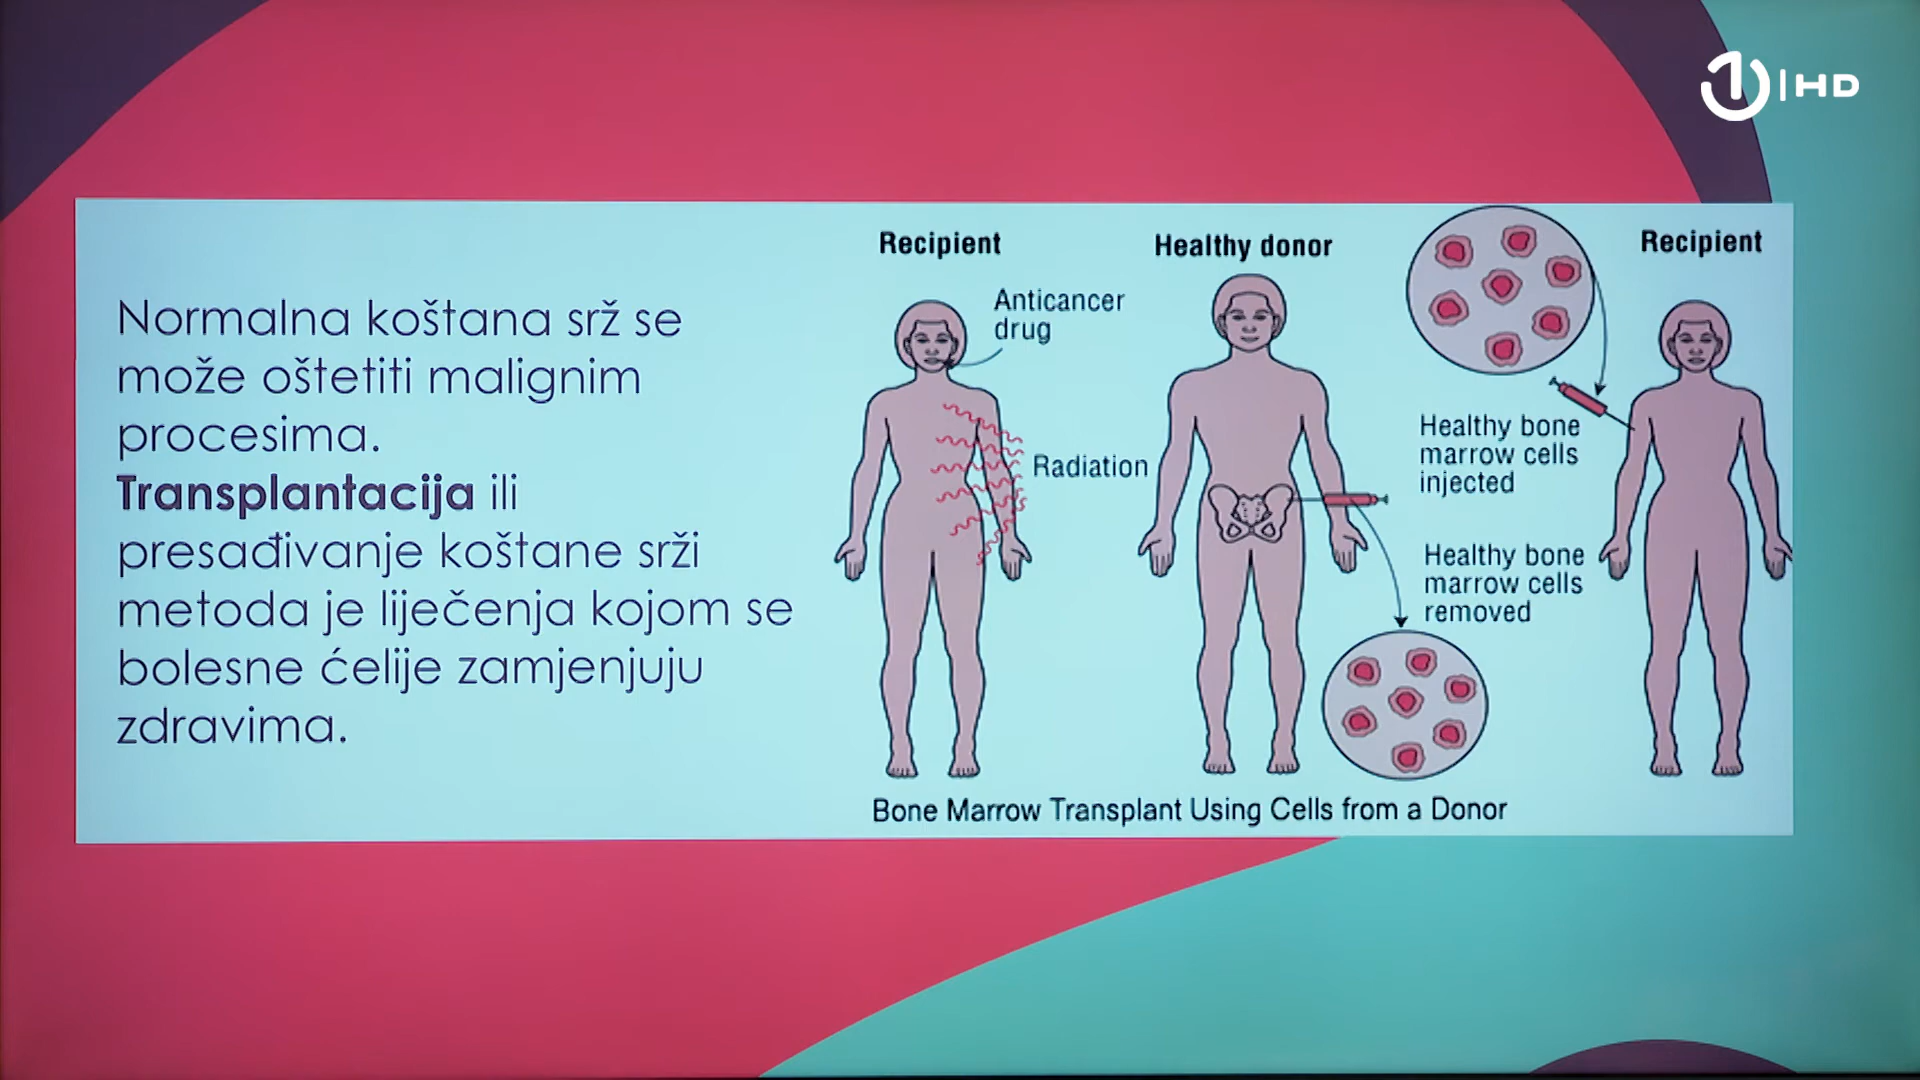 1 HD
Normalna koštana srž se
može oštetiti malignim
procesima.
Transplantacija ili
presađivanje koštane srži
metoda je liječenja kojom se
bolesne ćelije zamjenjuju
zdravima.
Recipient
Anticancer
drug
Radiation
Healthy donor
Healthy bone
marrow cells
injected
Healthy bone
marrow cells
removed
Recipient
Bone Marrow Transplant Using Cells from a Donor